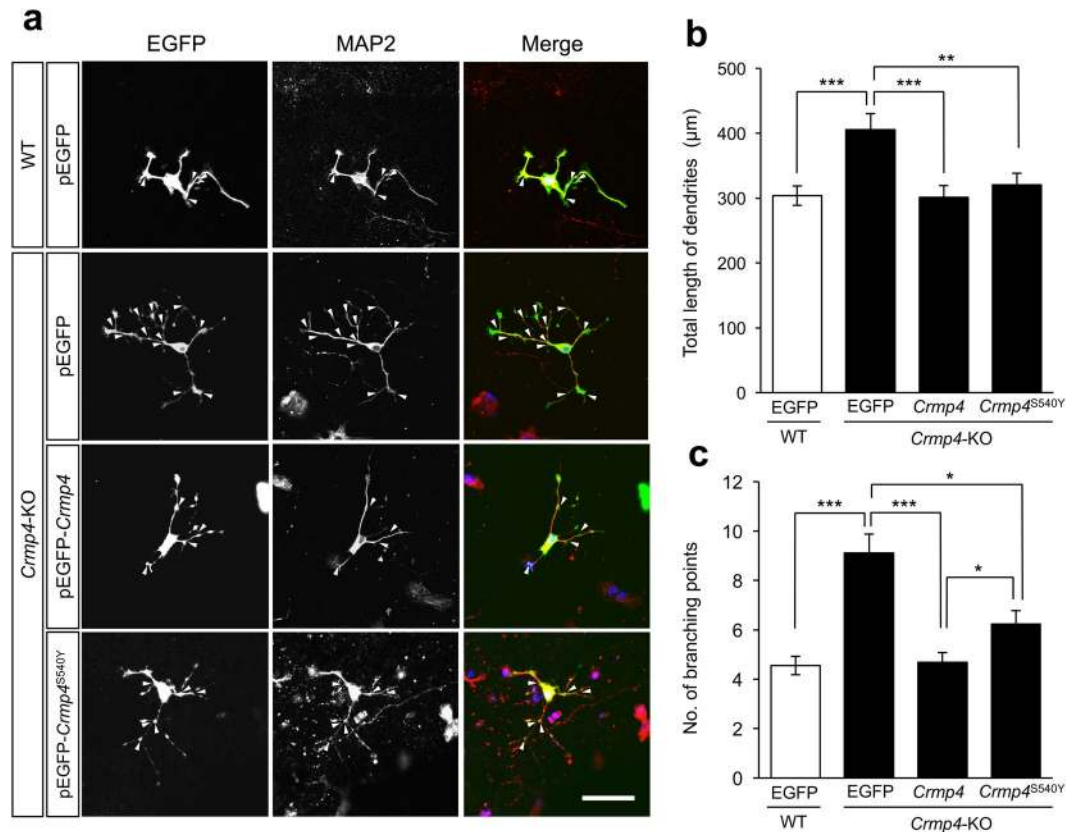 a
EGFP MAP2 Merge
WT
pEGFP
Crmp4-KO
pEGFP
pEGFP-Crmp4
pEGFP-Crmp4S540Y
b
Total length of dendrites (μm)
500
400
300
200
100
0
*** *** **
EGFP EGFP Crmp4 Crmp4S540Y
WT Crmp4-KO
c
No. of branching points
12
10
8
6
4
2
0
*** *** * *
EGFP EGFP Crmp4 Crmp4S540Y
WT Crmp4-KO